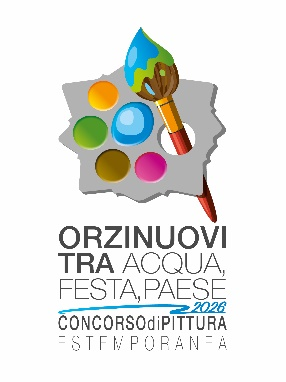 ORZINUOVI
TRA ACQUA,
FESTA, PAESE
2026
CONCORSOdiPITTURA
ESTEMPORANEA